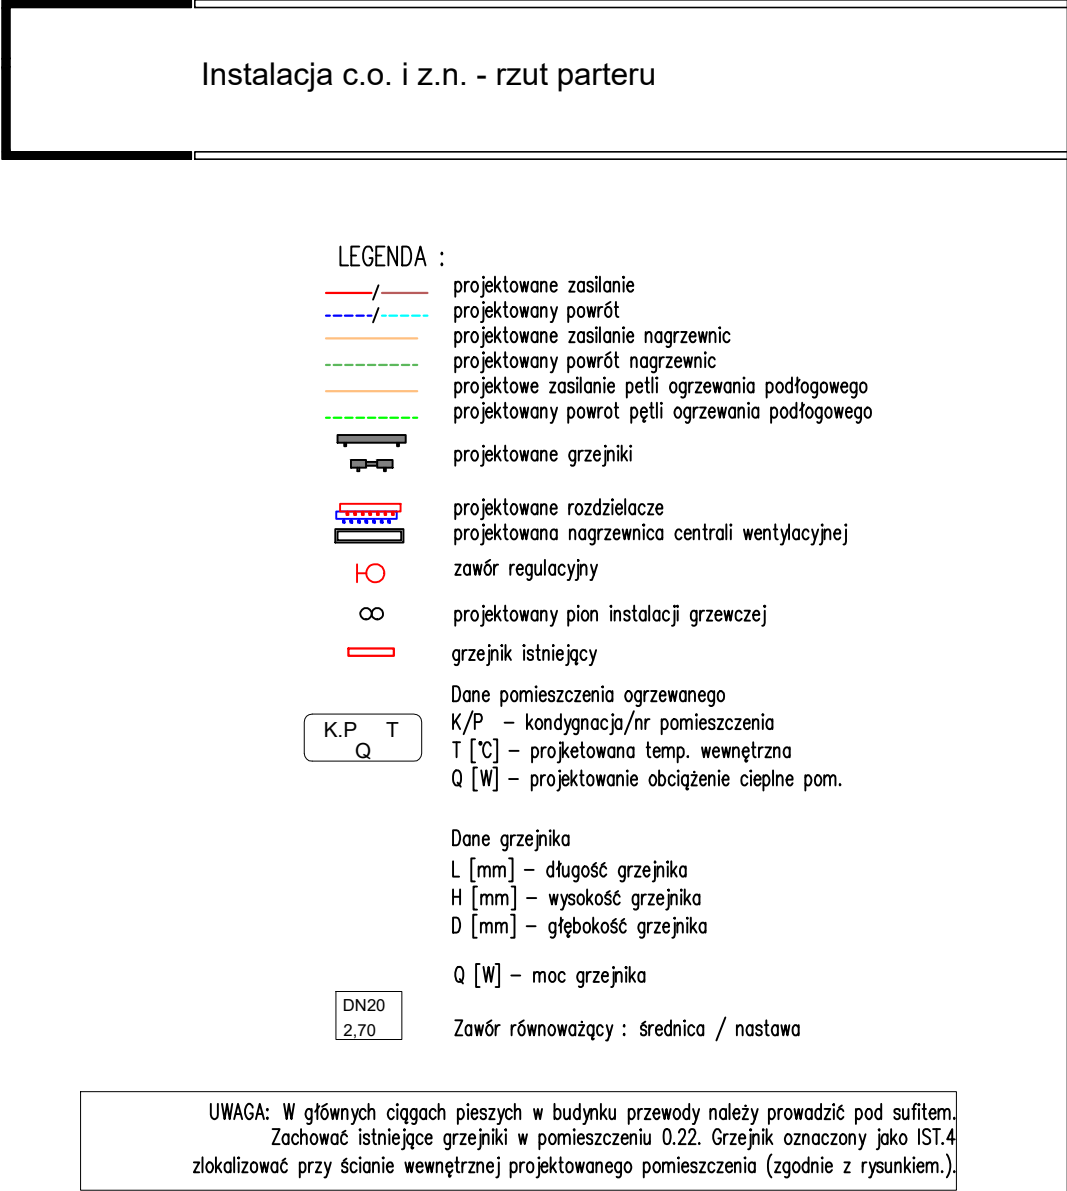 Instalacja c.o. i z.n. - rzut parteru
LEGENDA :
projektowane zasilanie
projektowany powrót
projektowane zasilanie nagrzewnic
projektowany powrót nagrzewnic
projektowe zasilanie petli ogrzewania podłogowego
projektowany powrot pętli ogrzewania podłogowego
projektowane grzejniki
projektowane rozdzielacze
projektowana nagrzewnica centrali wentylacyjnej
zawór regulacyjny
projektowany pion instalacji grzewczej
grzejnik istniejący
Dane pomieszczenia ogrzewanego
K.P T
Q
K/P – kondygnacja/nr pomieszczenia
T [°C] – projketowana temp. wewnętrzna
Q [W] – projektowanie obciążenie cieplne pom.
Dane grzejnika
L [mm] – długość grzejnika
H [mm] – wysokość grzejnika
D [mm] – głębokość grzejnika
Q [W] – moc grzejnika
DN20
2,70
Zawór równoważący : średnica / nastawa
UWAGA: W głównych ciągach pieszych w budynku przewody należy prowadzić pod sufitem.
Zachować istniejące grzejniki w pomieszczeniu 0.22. Grzejnik oznaczony jako IST.4
zlokalizować przy ścianie wewnętrznej projektowanego pomieszczenia (zgodnie z rysunkiem.).